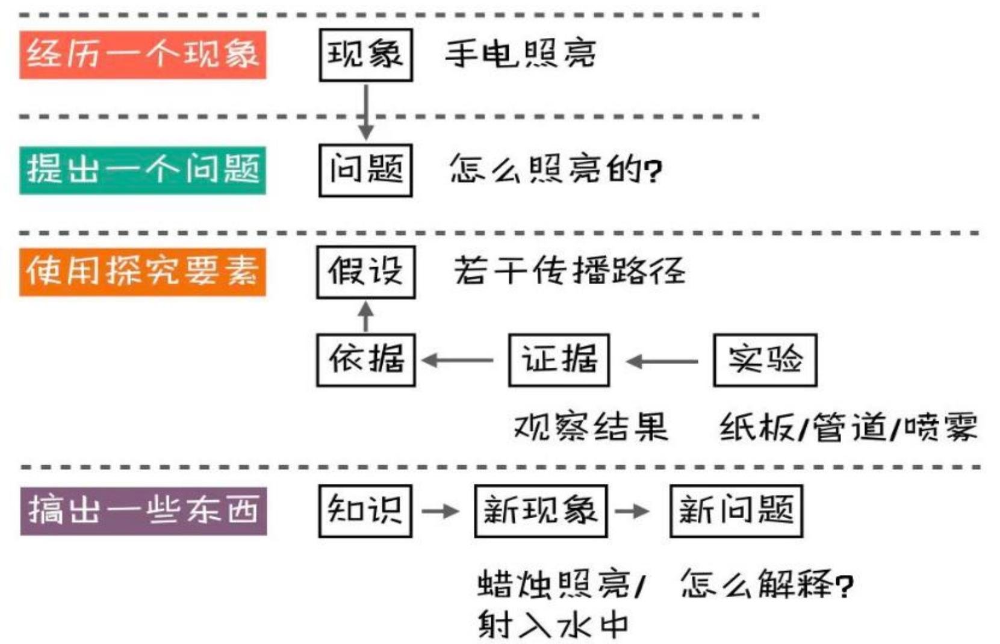 经历一个现象 现象 手电照亮
提出一个问题 问题 怎么照亮的?
使用探究要素 假设 若干传播路径
依据 证据 实验
观察结果 纸板/管道/喷雾
搞出一些东西 知识 新现象 新问题
蜡烛照亮/ 怎么解释?
射入水中